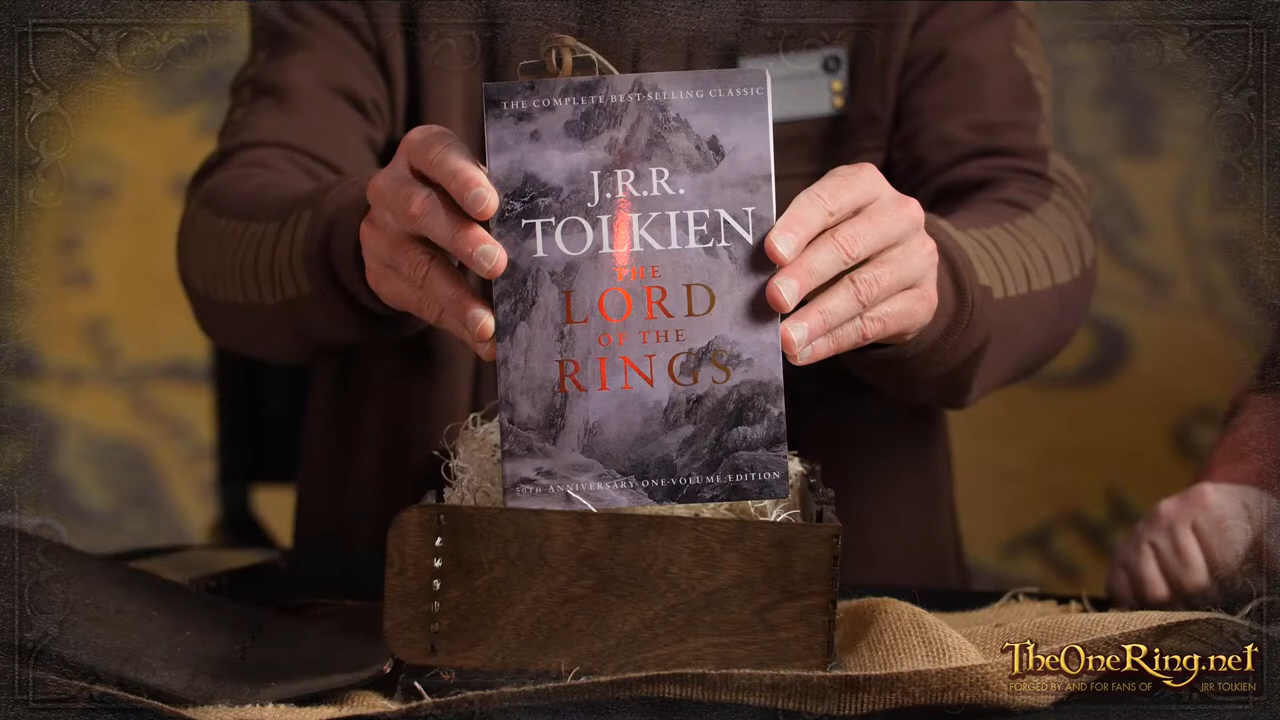 THE COMPLETE BEST-SELLING CLASSIC
J.R.R.
TOLKIEN
THE
LORD
OF THE
RINGS
50TH ANNIVERSARY ONE-VOLUME EDITION
TheOneRing.net
FORGED BY AND FOR FANS OF JRR TOLKIEN